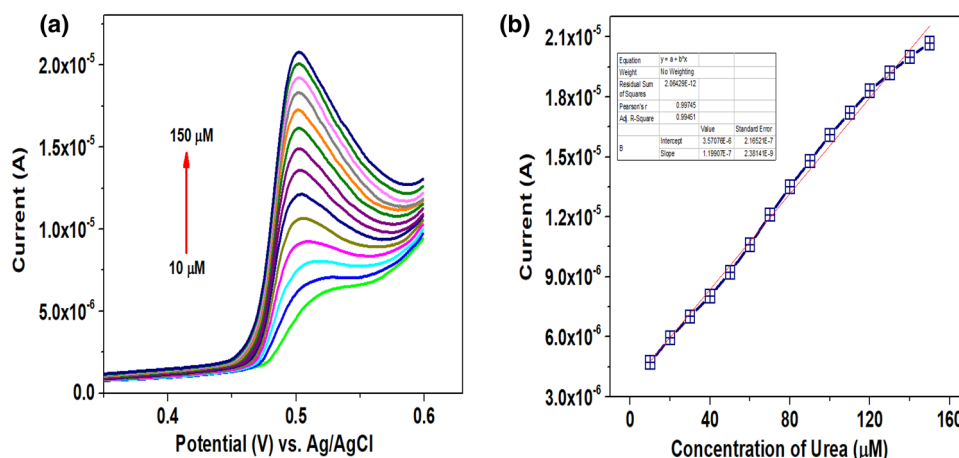 (a)
2.0x10⁻⁵
1.5x10⁻⁵
1.0x10⁻⁵
5.0x10⁻⁶
0.0
Current (A)
150 μM
10 μM
0.4 0.5 0.6
Potential (V) vs. Ag/AgCl
(b)
2.1x10⁻⁵
1.8x10⁻⁵
1.5x10⁻⁵
1.2x10⁻⁵
9.0x10⁻⁶
6.0x10⁻⁶
3.0x10⁻⁶
Current (A)
Equation y = a + b*x
Weight No Weighting
Residual Sum of Squares 2.06429E-12
Pearson's r 0.99745
Adj. R-Square 0.99451
Value Standard Error
B Intercept 3.57076E-6 2.16521E-7
Slope 1.19907E-7 2.38141E-9
0 40 80 120 160
Concentration of Urea (μM)